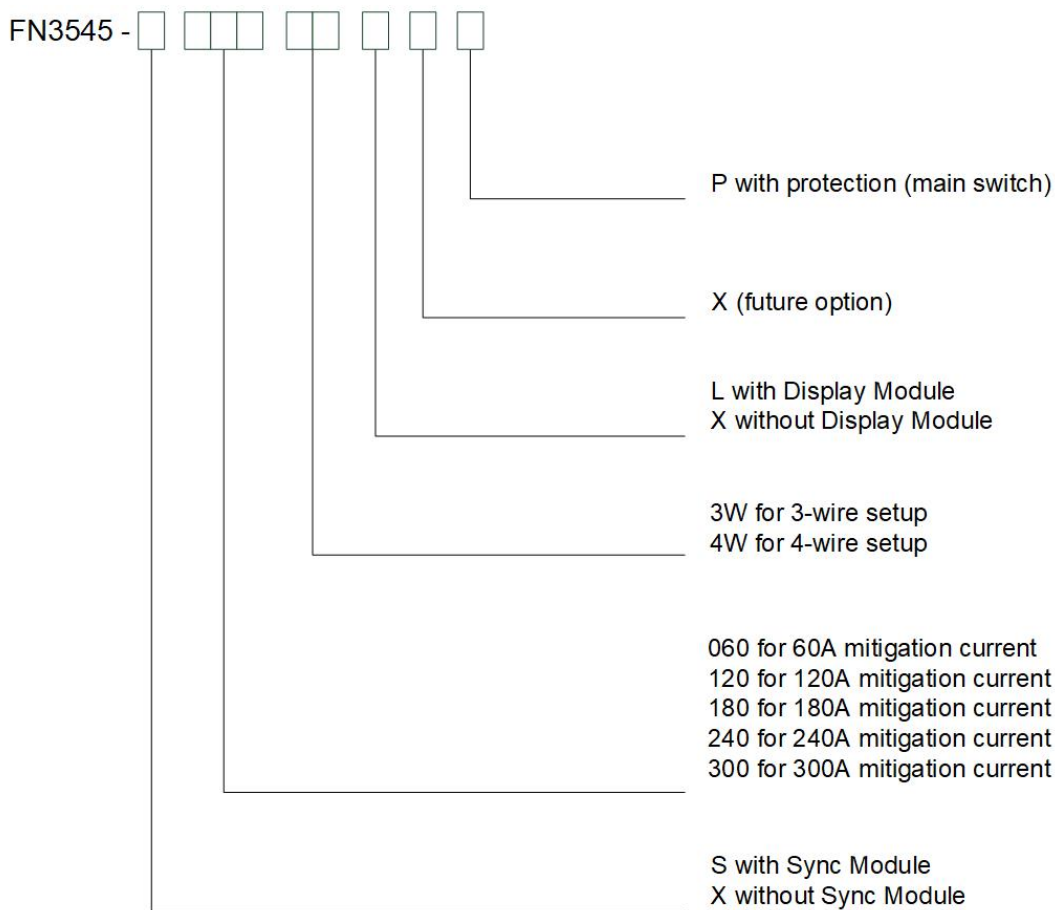 FN3545 -
P with protection (main switch)
X (future option)
L with Display Module
X without Display Module
3W for 3-wire setup
4W for 4-wire setup
060 for 60A mitigation current
120 for 120A mitigation current
180 for 180A mitigation current
240 for 240A mitigation current
300 for 300A mitigation current
S with Sync Module
X without Sync Module